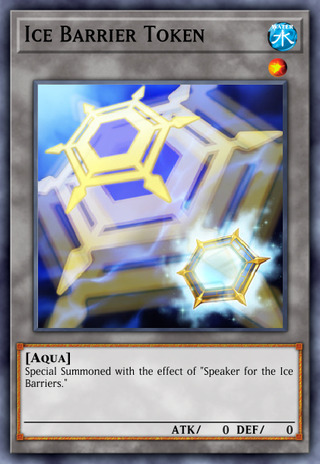 ICE BARRIER TOKEN
WATER
水
[AQUA]
Special Summoned with the effect of "Speaker for the Ice
Barriers."
ATK/ 0 DEF/ 0